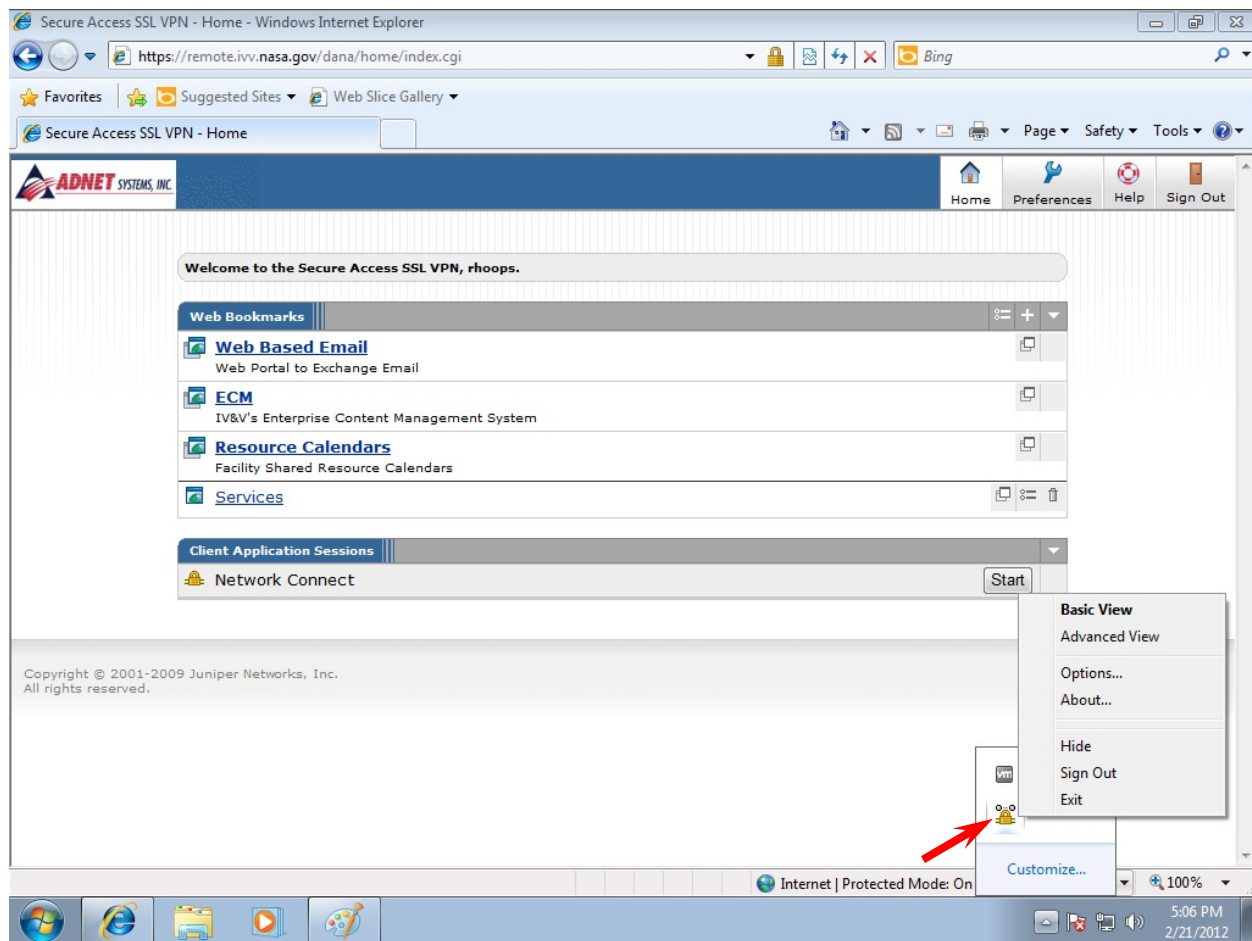 Secure Access SSL VPN - Home - Windows Internet Explorer
https://remote.ivv.nasa.gov/dana/home/index.cgi
Bing
Favorites
Suggested Sites
Web Slice Gallery
Secure Access SSL VPN - Home
Page
Safety
Tools
ADNET SYSTEMS, INC.
Home
Preferences
Help
Sign Out
Welcome to the Secure Access SSL VPN, rhoops.
Web Bookmarks
Web Based Email
Web Portal to Exchange Email
ECM
IV&V's Enterprise Content Management System
Resource Calendars
Facility Shared Resource Calendars
Services
Client Application Sessions
Network Connect
Start
Copyright © 2001-2009 Juniper Networks, Inc.
All rights reserved.
Basic View
Advanced View
Options...
About...
Hide
Sign Out
Exit
vm
Customize...
Internet | Protected Mode: On
100%
5:06 PM
2/21/2012